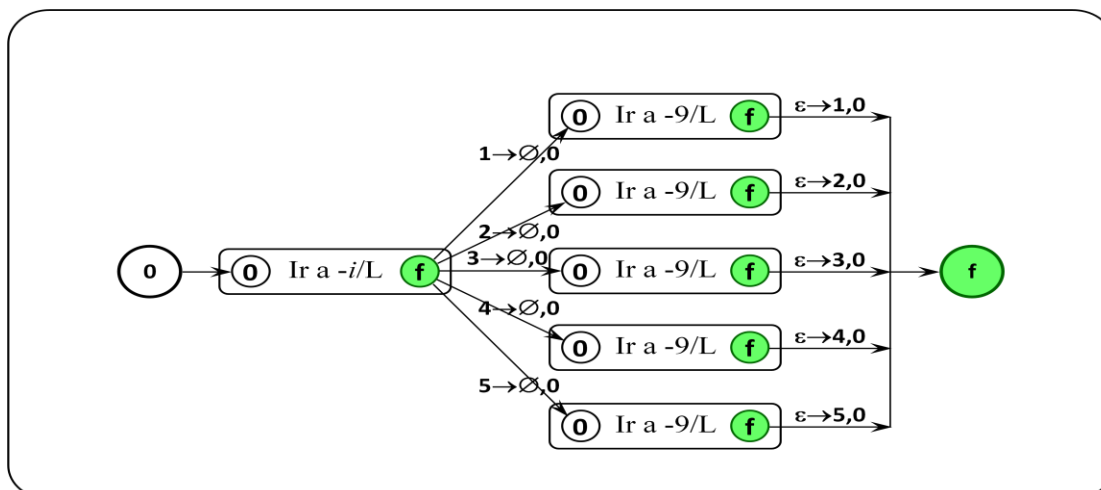 0 Ir a -9/L f ε→1,0
1→∅,0
0 Ir a -9/L f ε→2,0
2→∅,0
0 0 Ir a -i/L f 3→∅,0 0 Ir a -9/L f ε→3,0 f
4→∅,0
0 Ir a -9/L f ε→4,0
5→∅,0
0 Ir a -9/L f ε→5,0